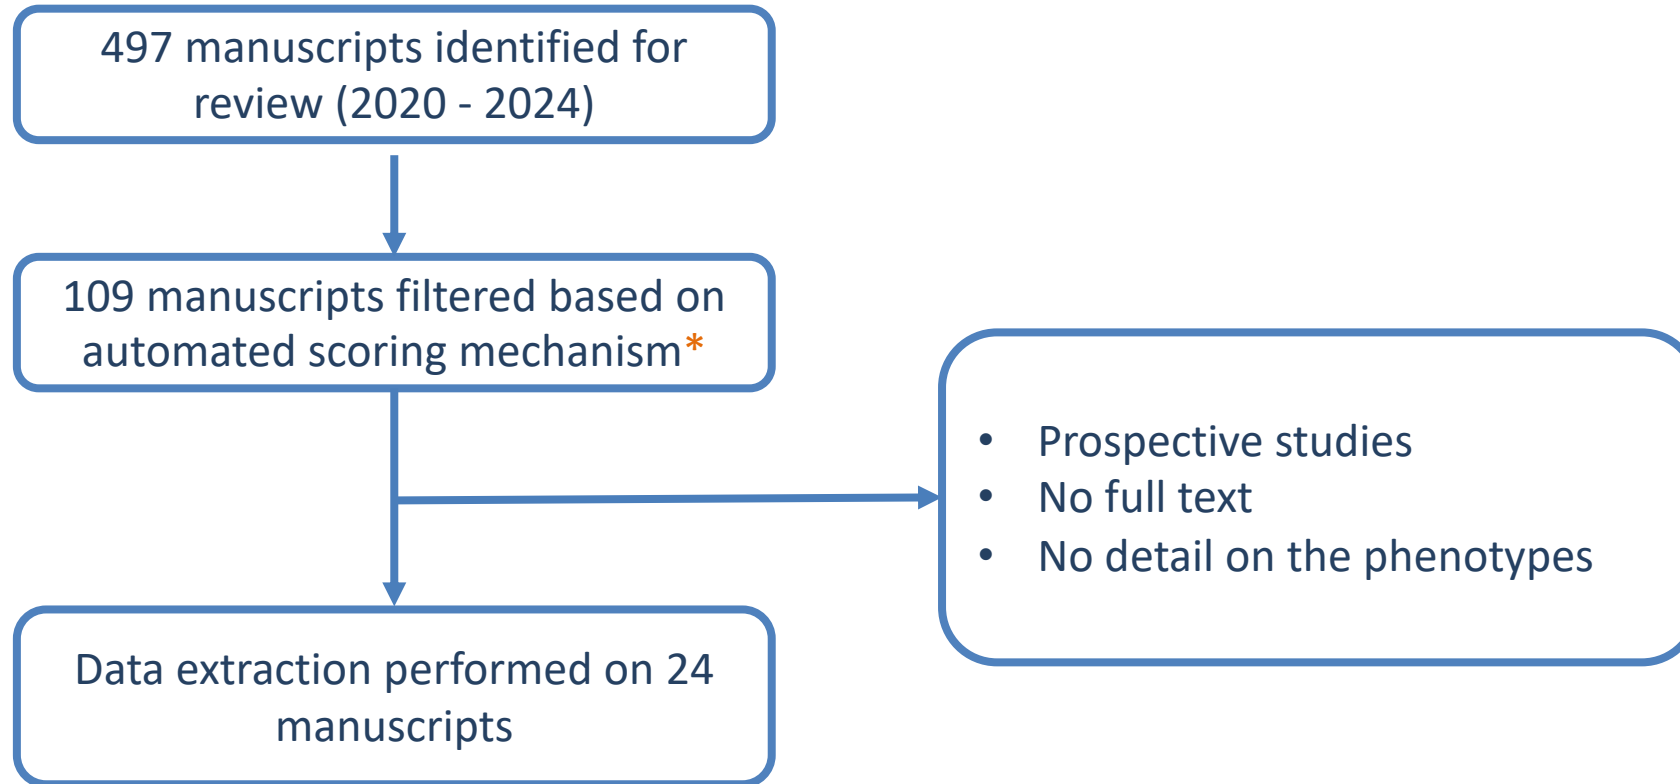 497 manuscripts identified for
review (2020 - 2024)
109 manuscripts filtered based on
automated scoring mechanism*
• Prospective studies
• No full text
• No detail on the phenotypes
Data extraction performed on 24
manuscripts